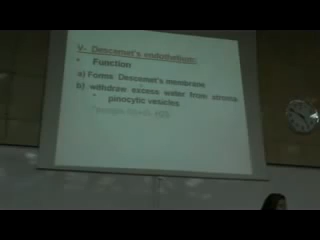 V- Descemet's endothelium:
• Function
a) Forms Descemet's membrane
b) withdraw excess water from stroma
* pinocytic vesicles